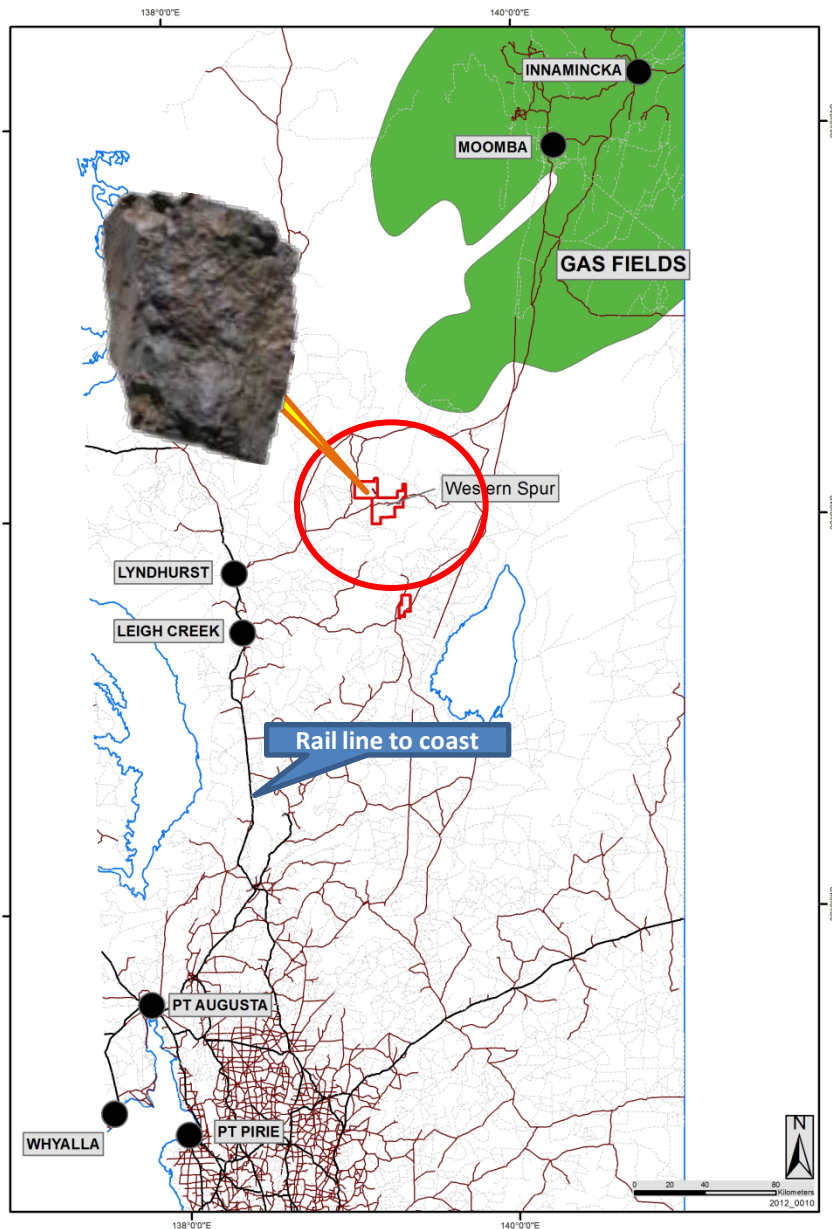 138°0'0"E
140°0'0"E
INNAMINCKA
MOOMBA
GAS FIELDS
Western Spur
LYNDHURST
LEIGH CREEK
Rail line to coast
PT AUGUSTA
WHYALLA
PT PIRIE
N
0 20 40 80
Kilometers
2012_0010
138°0'0"E
140°0'0"E